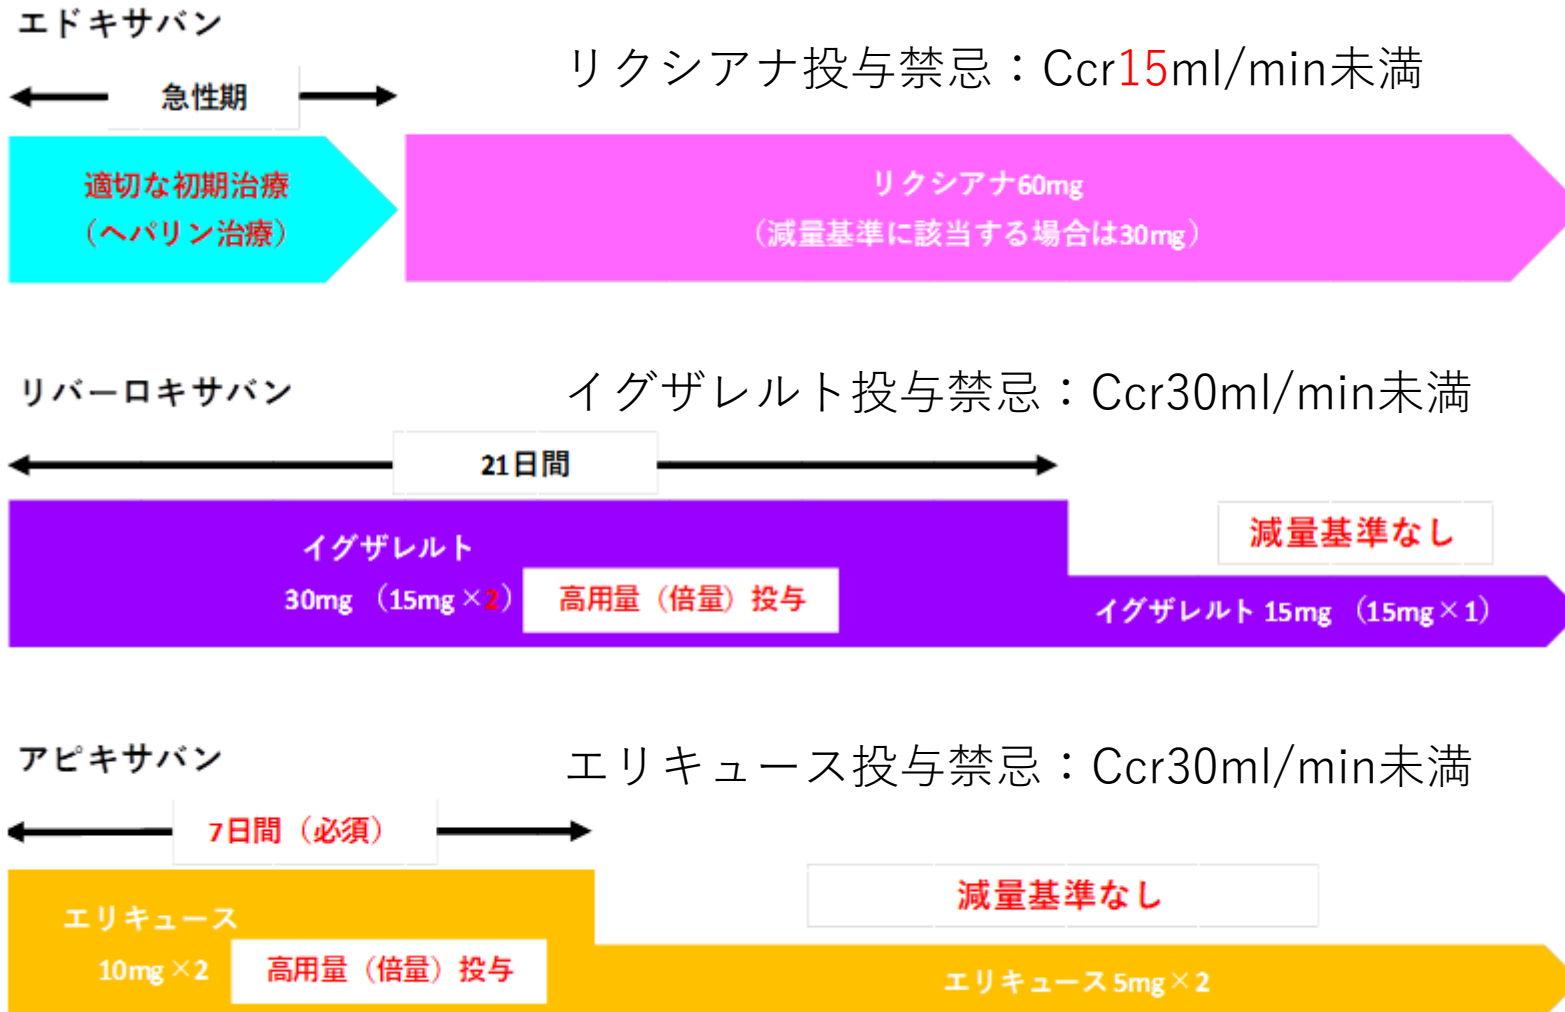 エドキサバン
リクシアナ投与禁忌：Ccr15ml/min未満
急性期
適切な初期治療
（ヘパリン治療）
リクシアナ60mg
（減量基準に該当する場合は30mg）
リバーロキサバン
イグザレルト投与禁忌：Ccr30ml/min未満
21日間
減量基準なし
イグザレルト
30mg （15mg×2）
高用量（倍量）投与
イグザレルト 15mg （15mg×1）
アピキサバン
エリキュース投与禁忌：Ccr30ml/min未満
7日間（必須）
減量基準なし
エリキュース
10mg×2
高用量（倍量）投与
エリキュース 5mg×2